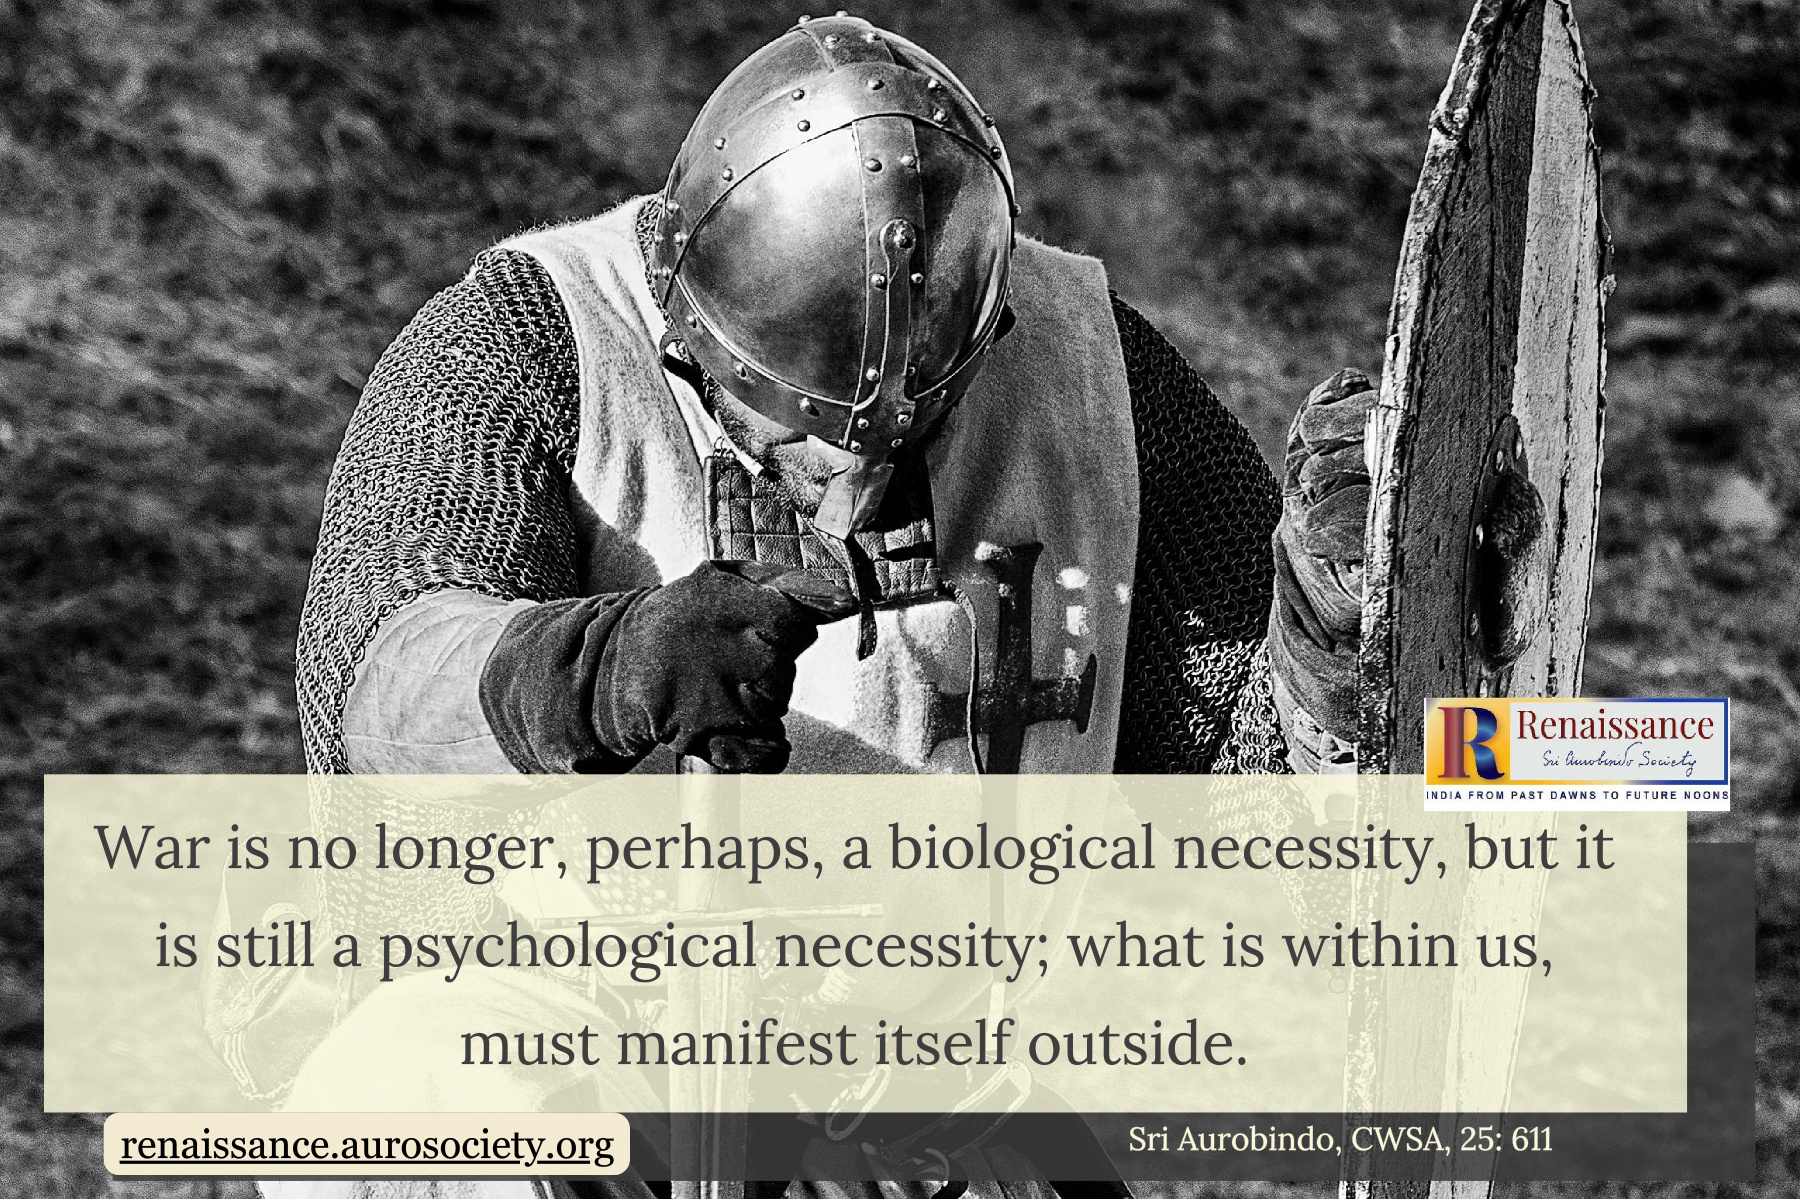 R Renaissance
Sri Aurobindo Society
INDIA FROM PAST DAWNS TO FUTURE NOONS
War is no longer, perhaps, a biological necessity, but it
is still a psychological necessity; what is within us,
must manifest itself outside.
renaissance.aurosociety.org
Sri Aurobindo, CWSA, 25: 611